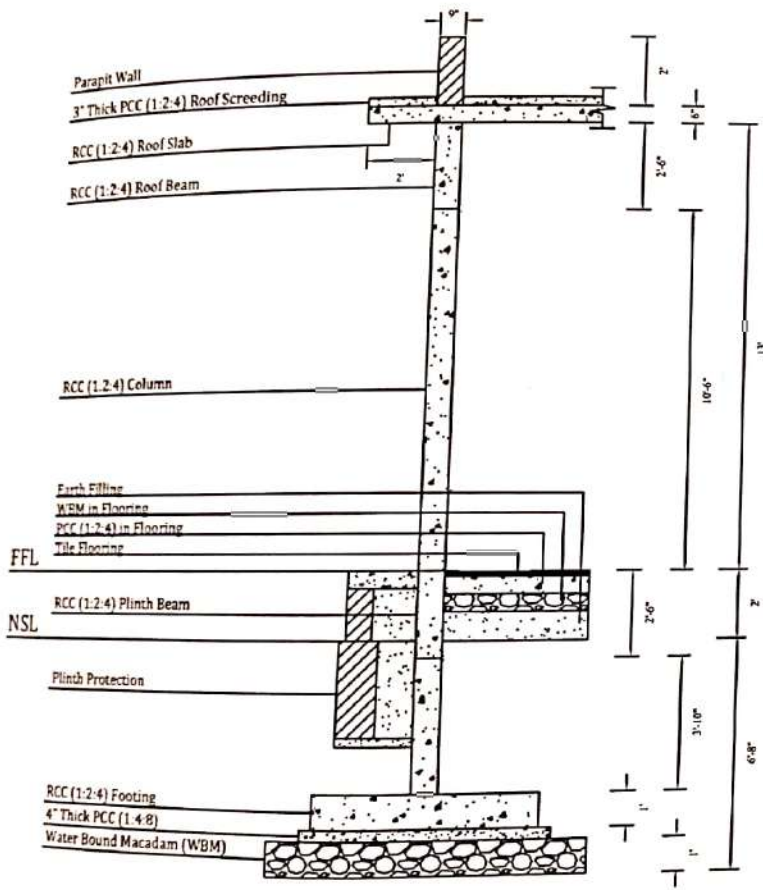 9"
Parapit Wall
2'
3" Thick PCC (1:2:4) Roof Screeding
6"
RCC (1:2:4) Roof Slab
2'
2'-6"
RCC (1:2:4) Roof Beam
13'
RCC (1:2:4) Column
10'-6"
Earth Filling
WBM in Flooring
PCC (1:2:4) in Flooring
Tile Flooring
FFL
RCC (1:2:4) Plinth Beam
2'-6"
2'
NSL
Plinth Protection
3'-10"
6'-8"
RCC (1:2:4) Footing
1'
4" Thick PCC (1:4:8)
Water Bound Macadam (WBM)
1'